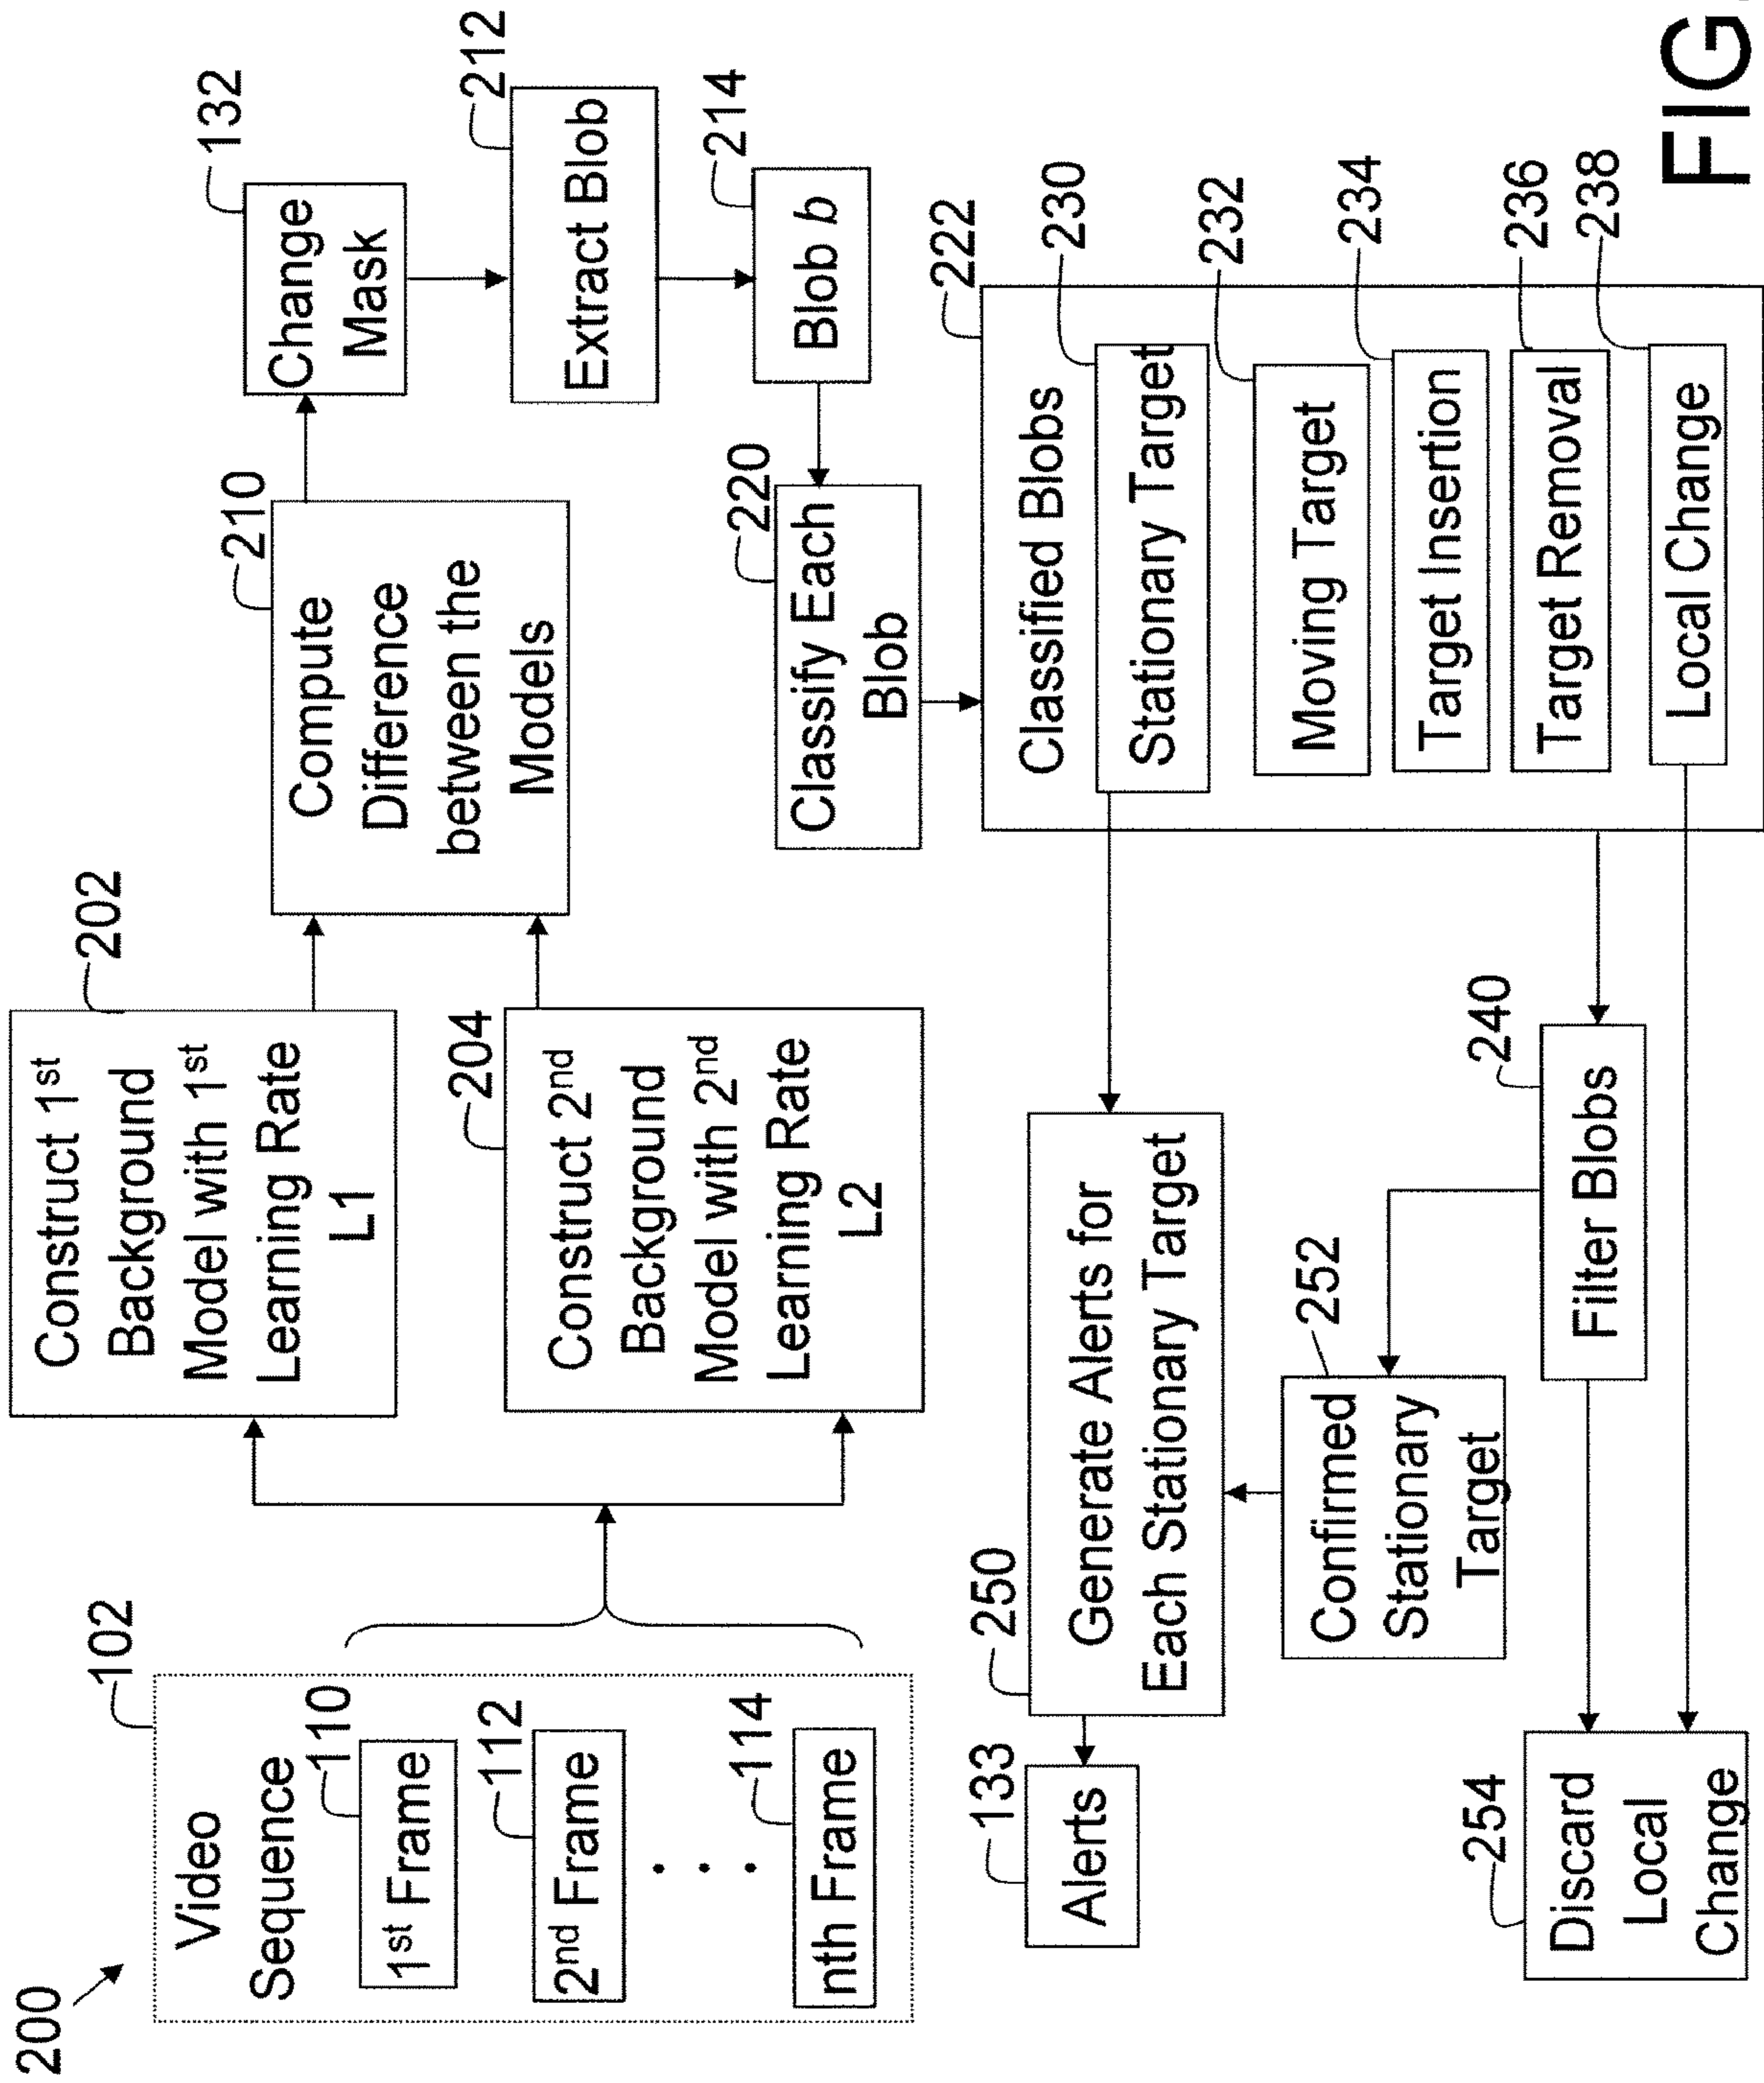 200
102
Video
Sequence
110
1st Frame
112
2nd Frame
. . .
114
nth Frame
202
Construct 1st
Background
Model with 1st
Learning Rate
L1
204
Construct 2nd
Background
Model with 2nd
Learning Rate
L2
210
Compute
Difference
between the
Models
132
Change
Mask
212
Extract Blob
214
Blob b
220
Classify Each
Blob
222
Classified Blobs
230
Stationary Target
232
Moving Target
234
Target Insertion
236
Target Removal
238
Local Change
250
Generate Alerts for
Each Stationary Target
133
Alerts
252
Confirmed
Stationary
Target
240
Filter Blobs
254
Discard
Local
Change
FIG